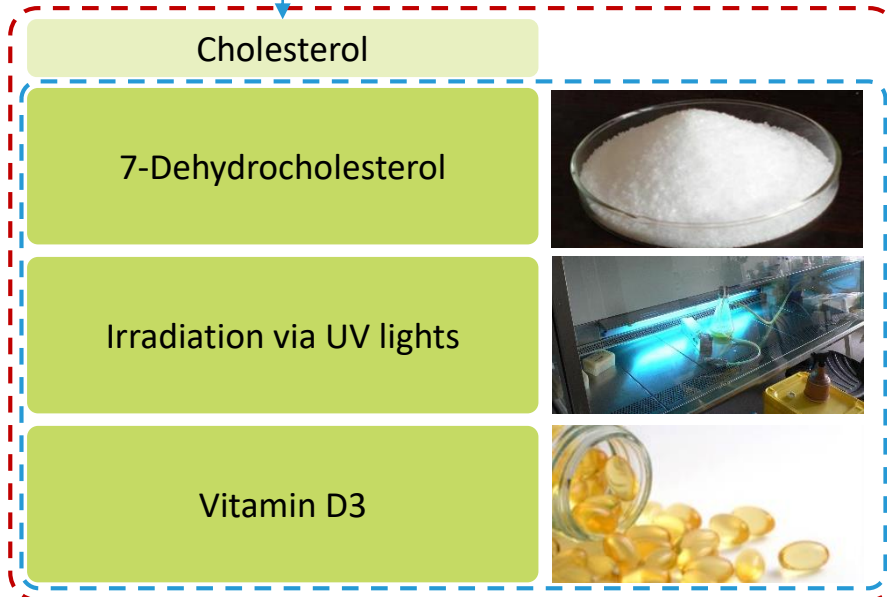 Cholesterol
7-Dehydrocholesterol
Irradiation via UV lights
Vitamin D3